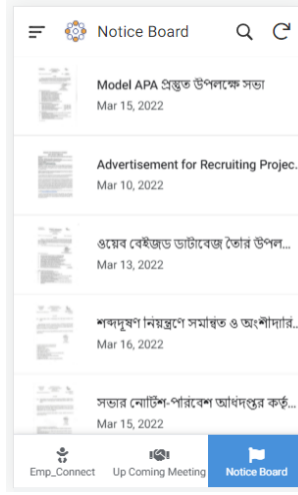 Notice Board
Model APA প্রস্তুত উপলক্ষে সভা
Mar 15, 2022
Advertisement for Recruiting Projec...
Mar 10, 2022
ওয়েব বেইজড ডাটাবেজ তৈরি উপল...
Mar 13, 2022
শব্দদূষণ নিয়ন্ত্রণে সমন্বিত ও অংশীদারি...
Mar 16, 2022
সভার নোটিশ-পরিবেশ অধিদপ্তর কর্তৃ...
Mar 15, 2022
Emp_Connect Up Coming Meeting Notice Board